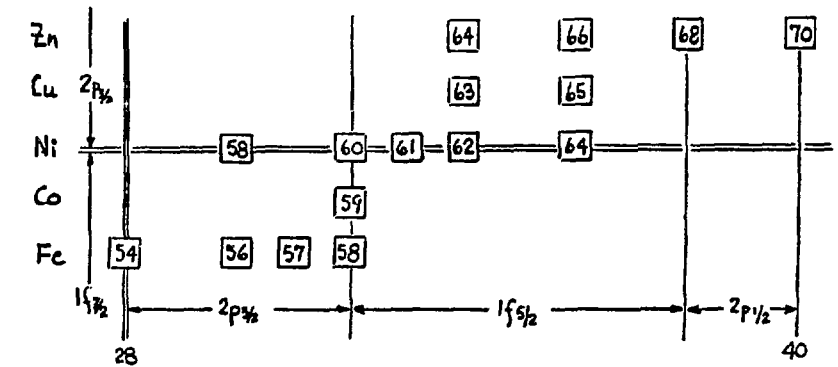 Zn 64 66 68 70
Cu 2p3/2 63 65
Ni 58 60 61 62 64
Co 59
Fe 54 56 57 58
1f7/2 2p3/2 1f5/2 2p1/2
28 40